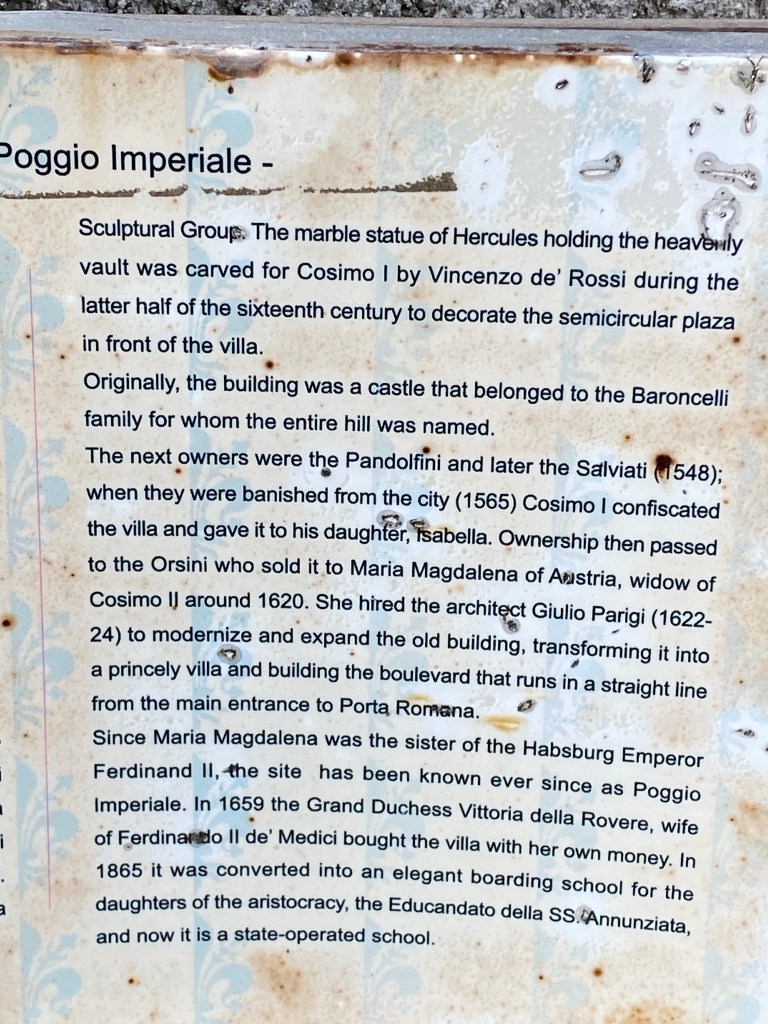 Poggio Imperiale -
Sculptural Group. The marble statue of Hercules holding the heavenly
vault was carved for Cosimo I by Vincenzo de' Rossi during the
latter half of the sixteenth century to decorate the semicircular plaza
in front of the villa.
Originally, the building was a castle that belonged to the Baroncelli
family for whom the entire hill was named.
The next owners were the Pandolfini and later the Salviati (1548);
when they were banished from the city (1565) Cosimo I confiscated
the villa and gave it to his daughter, Isabella. Ownership then passed
to the Orsini who sold it to Maria Magdalena of Austria, widow of
Cosimo II around 1620. She hired the architect Giulio Parigi (1622-
24) to modernize and expand the old building, transforming it into
a princely villa and building the boulevard that runs in a straight line
from the main entrance to Porta Romana.
Since Maria Magdalena was the sister of the Habsburg Emperor
Ferdinand II, the site has been known ever since as Poggio
Imperiale. In 1659 the Grand Duchess Vittoria della Rovere, wife
of Ferdinando II de' Medici bought the villa with her own money. In
1865 it was converted into an elegant boarding school for the
daughters of the aristocracy, the Educandato della SS. Annunziata,
and now it is a state-operated school.